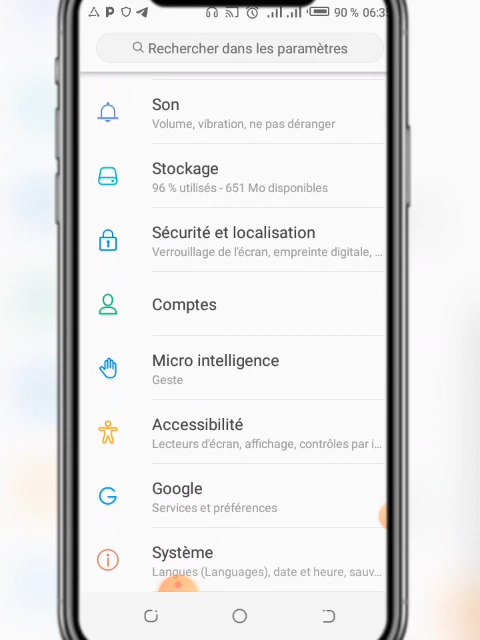 90 % 06:3
Rechercher dans les paramètres
Son
Volume, vibration, ne pas déranger
Stockage
96 % utilisés - 651 Mo disponibles
Sécurité et localisation
Verrouillage de l'écran, empreinte digitale, ...
Comptes
Micro intelligence
Geste
Accessibilité
Lecteurs d'écran, affichage, contrôles par i...
Google
Services et préférences
Système
Langues (Languages), date et heure, sauv...